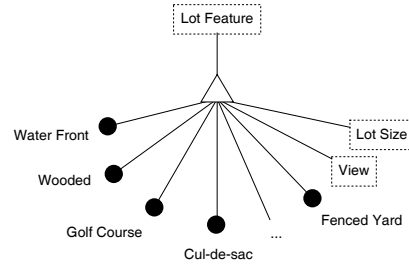 Lot Feature
Water Front
Lot Size
Wooded
View
Golf Course
Fenced Yard
...
Cul-de-sac